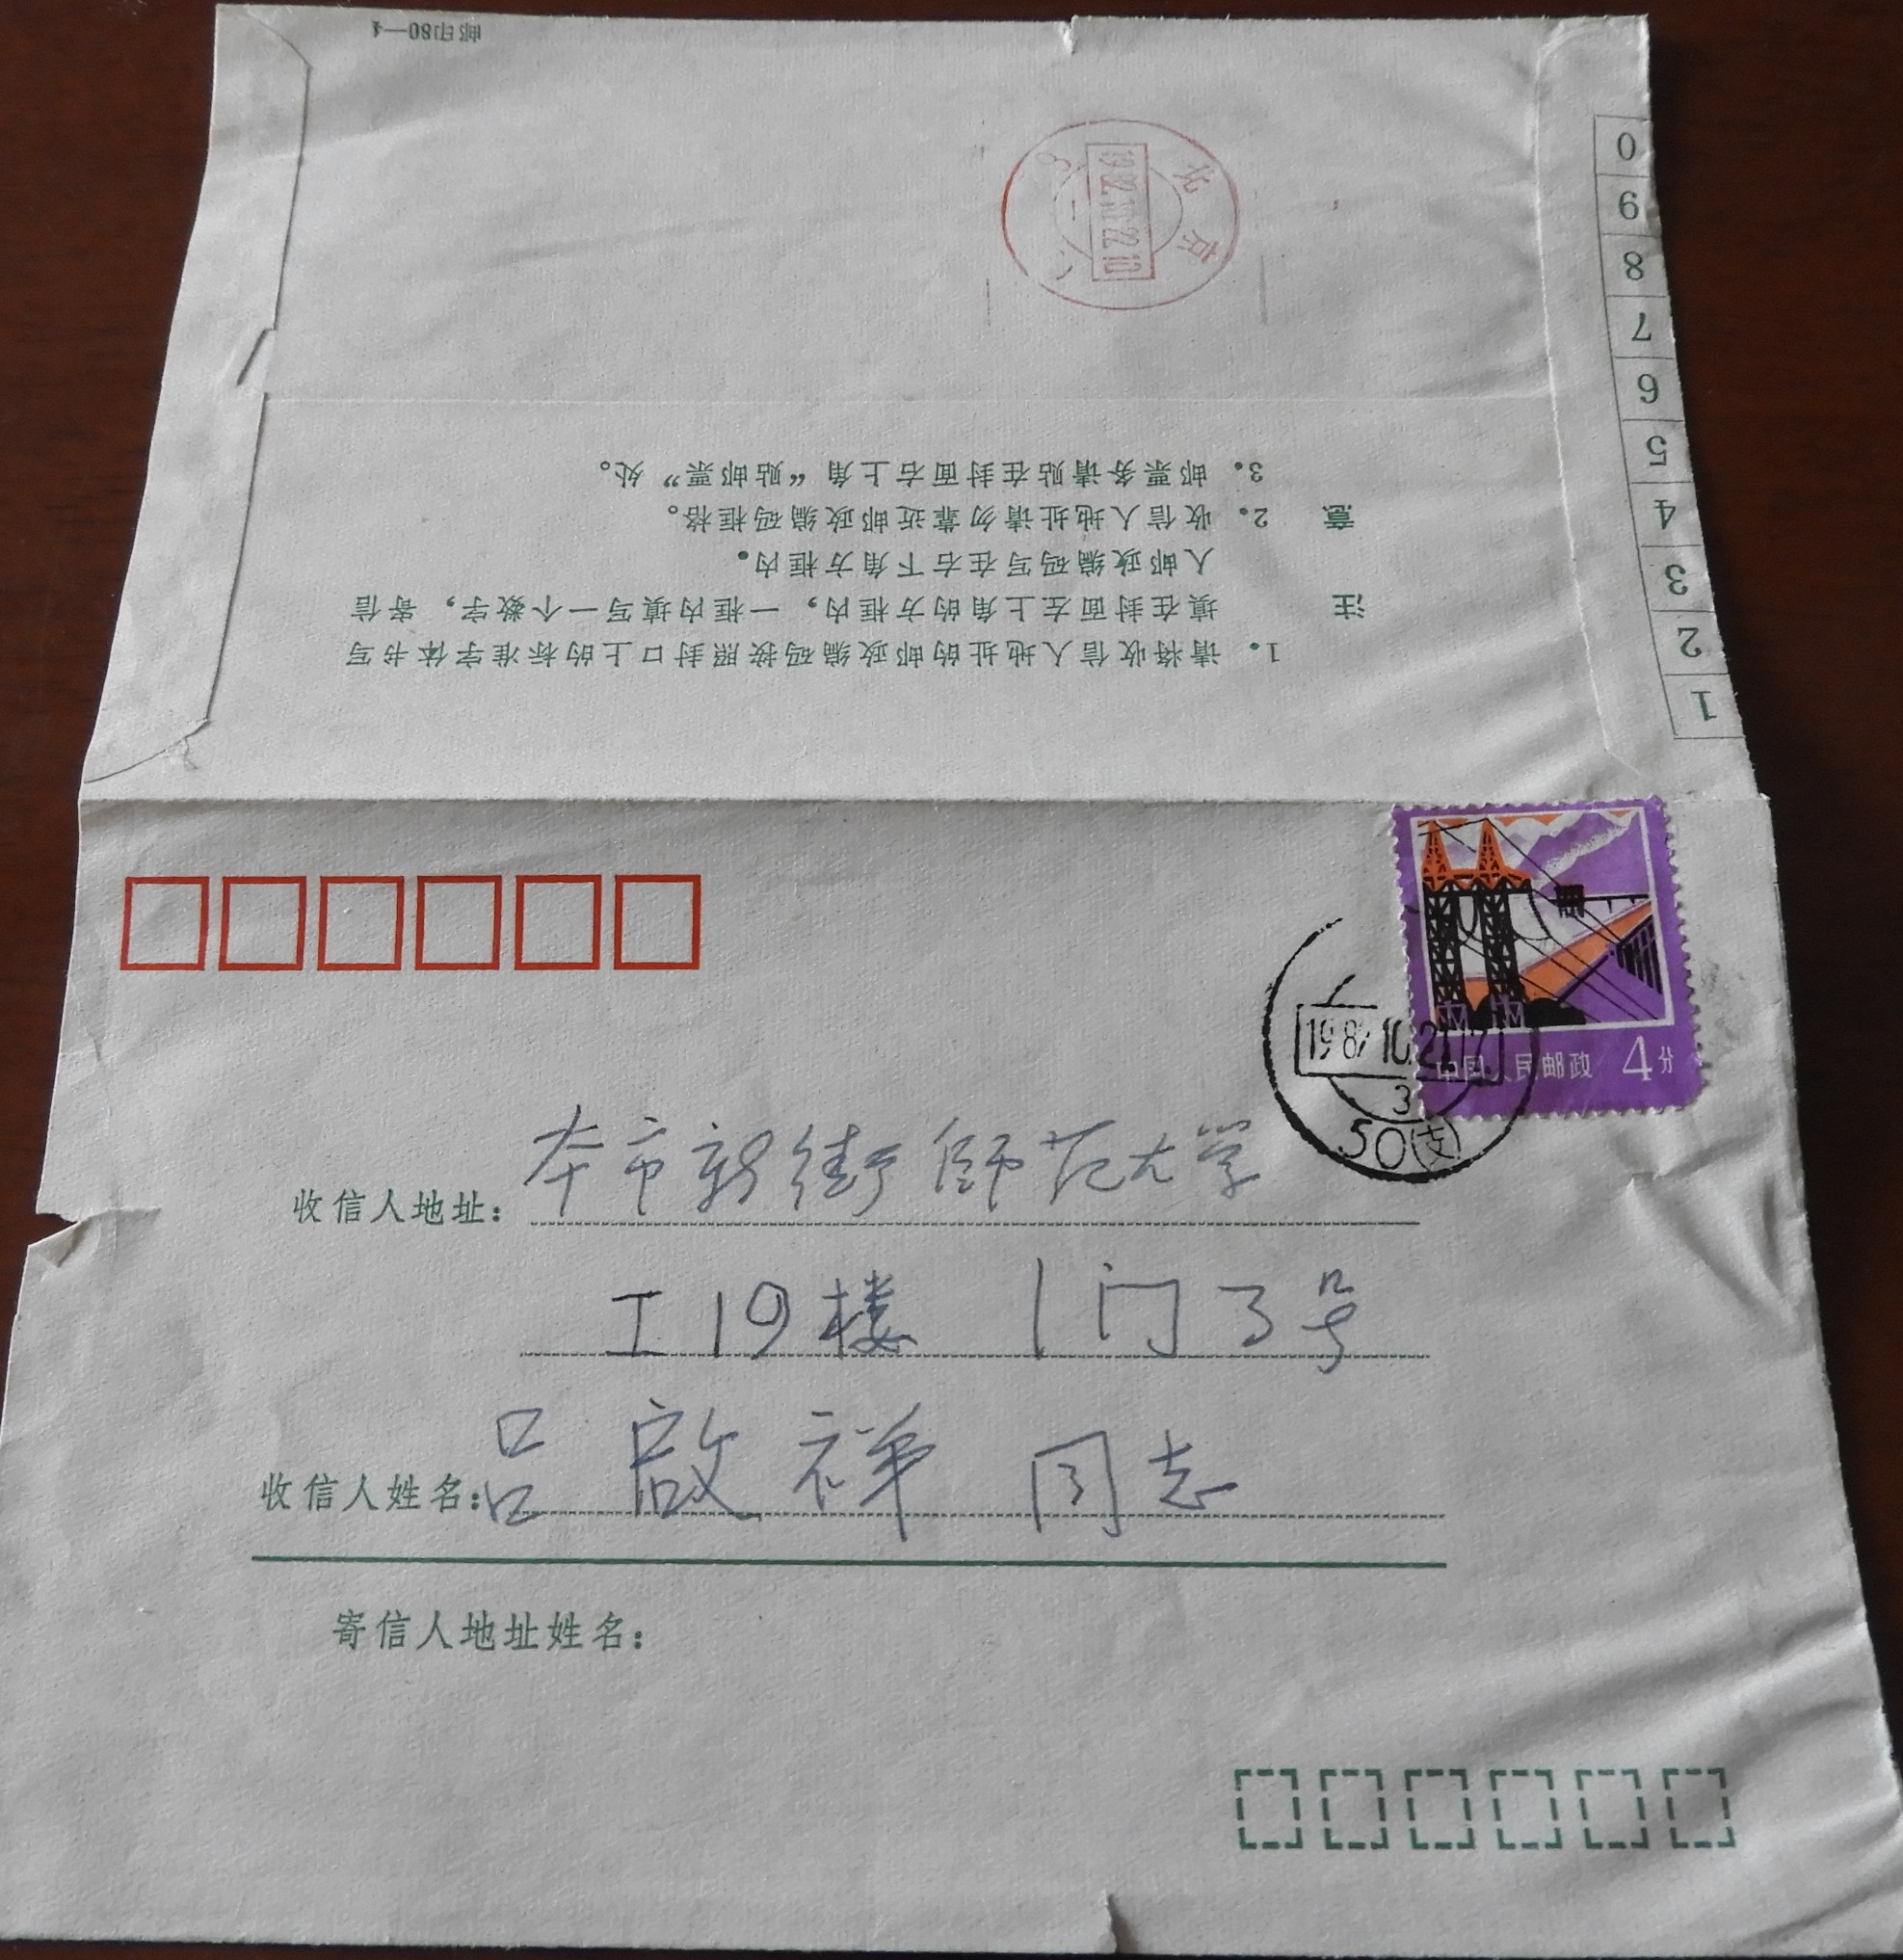 邮印80—4
北京
1982.10.22.10
3. 邮票务请贴在封面右上角“贴邮票”处。
2. 收信人地址请勿靠近邮政编码框格。
人邮政编码写在右下角方框内。
填在封面左上角的方框内，一框内填写一个数字，寄信
1. 请将收信人地址的邮政编码按照封口上的标准字体书写
注意
0
9
8
7
6
5
4
3
2
1
中国人民邮政 4分
1982.10.21.17
3
50(支)
收信人地址：本市新街师范大学
工19楼 1门3号
收信人姓名：吕啟祥 同志
寄信人地址姓名：